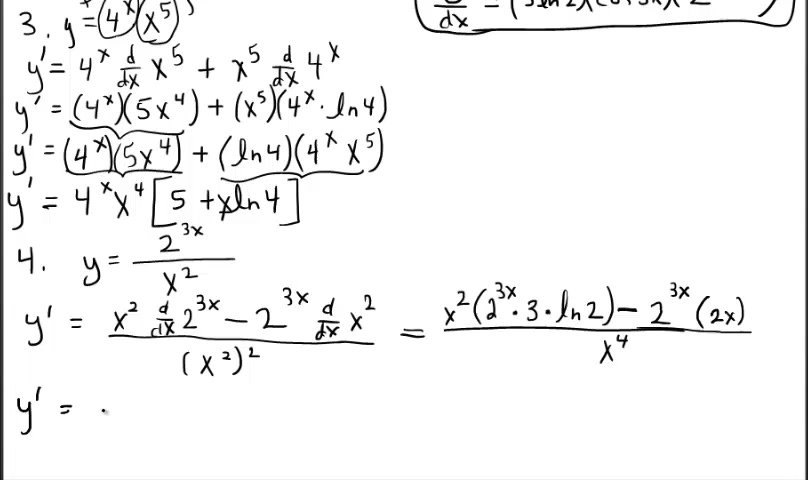 3. y = (4^x)(x^5)
y' = 4^x d/dx x^5 + x^5 d/dx 4^x
y' = (4^x)(5x^4) + (x^5)(4^x · ln4)
y' = (4^x)(5x^4) + (ln4)(4^x x^5)
y' = 4^x x^4 [5 + xln4]
4. y = 2^3x / x^2
y' = x^2 d/dx 2^3x - 2^3x d/dx x^2 / (x^2)^2 = x^2(2^3x · 3 · ln2) - 2^3x (2x) / x^4
y' =